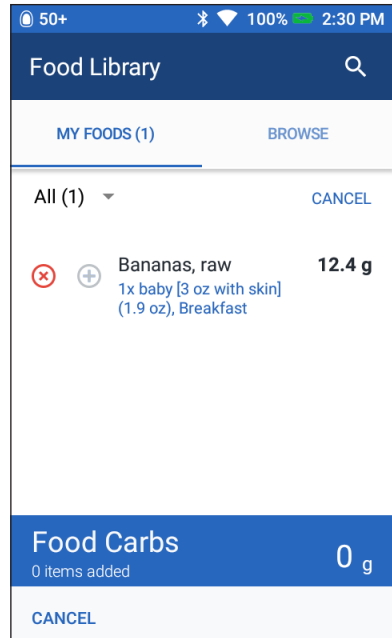 50+ 100% 2:30 PM
Food Library
MY FOODS (1) BROWSE
All (1) CANCEL
Bananas, raw 12.4 g
1x baby [3 oz with skin]
(1.9 oz), Breakfast
Food Carbs
0 items added 0 g
CANCEL